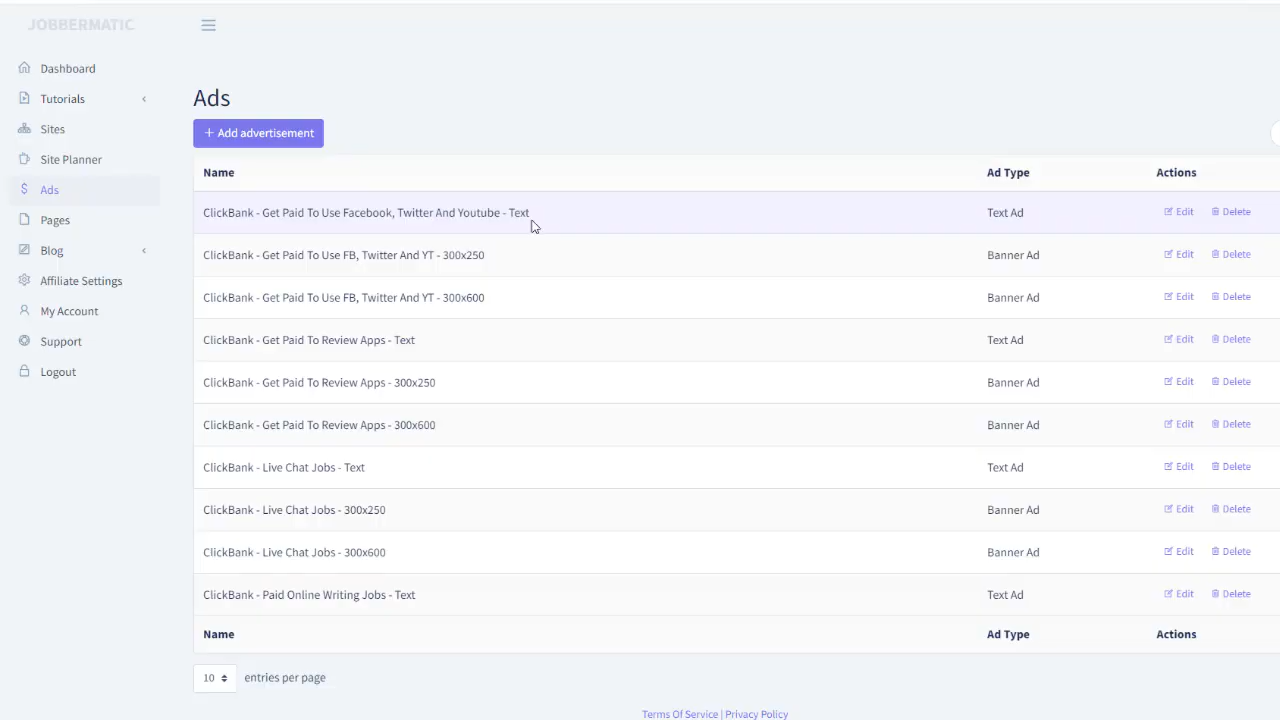 JOBBERMATIC
Dashboard
Tutorials
Sites
Site Planner
Ads
Pages
Blog
Affiliate Settings
My Account
Support
Logout
Ads
+ Add advertisement
Name Ad Type Actions
ClickBank - Get Paid To Use Facebook, Twitter And Youtube - Text Text Ad Edit Delete
ClickBank - Get Paid To Use FB, Twitter And YT - 300x250 Banner Ad Edit Delete
ClickBank - Get Paid To Use FB, Twitter And YT - 300x600 Banner Ad Edit Delete
ClickBank - Get Paid To Review Apps - Text Text Ad Edit Delete
ClickBank - Get Paid To Review Apps - 300x250 Banner Ad Edit Delete
ClickBank - Get Paid To Review Apps - 300x600 Banner Ad Edit Delete
ClickBank - Live Chat Jobs - Text Text Ad Edit Delete
ClickBank - Live Chat Jobs - 300x250 Banner Ad Edit Delete
ClickBank - Live Chat Jobs - 300x600 Banner Ad Edit Delete
ClickBank - Paid Online Writing Jobs - Text Text Ad Edit Delete
Name Ad Type Actions
10 entries per page
Terms Of Service | Privacy Policy